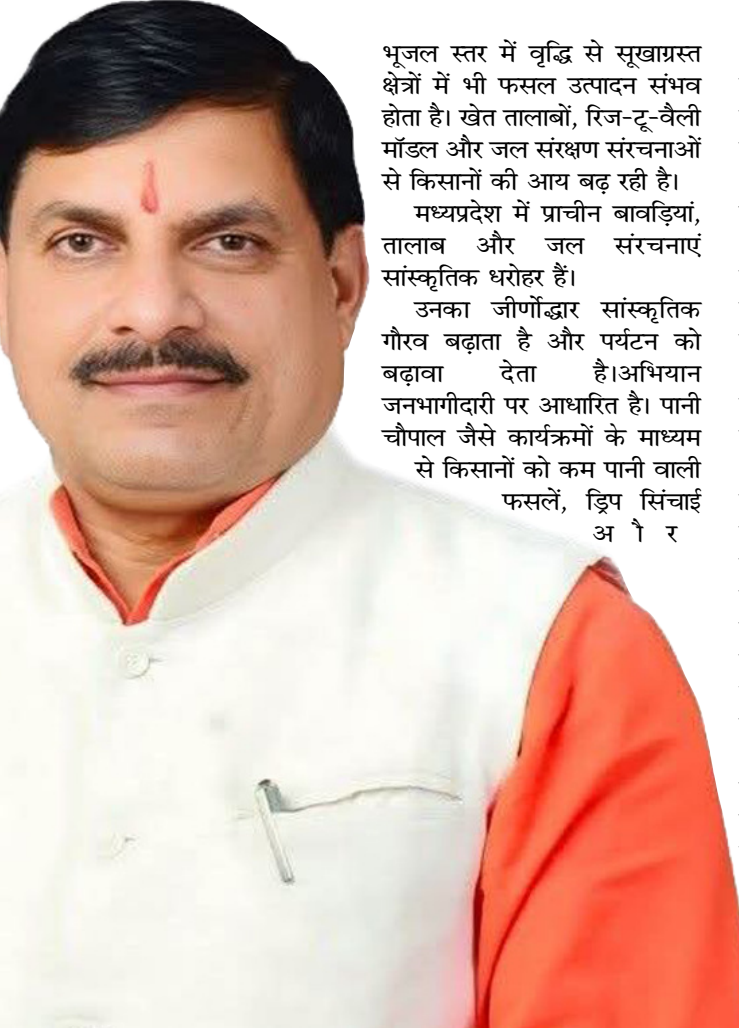 भूजल स्तर में वृद्धि से सूखाग्रस्त
क्षेत्रों में भी फसल उत्पादन संभव
होता है। खेत तालाबों, रिज-टू-वैली
मॉडल और जल संरक्षण संरचनाओं
से किसानों की आय बढ़ रही है।
मध्यप्रदेश में प्राचीन बावड़ियां,
तालाब और जल संरचनाएं
सांस्कृतिक धरोहर हैं।
उनका जीर्णोद्धार सांस्कृतिक
गौरव बढ़ाता है और पर्यटन को
बढ़ावा देता है।अभियान
जनभागीदारी पर आधारित है। पानी
चौपाल जैसे कार्यक्रमों के माध्यम
से किसानों को कम पानी वाली
फसलें, ड्रिप सिंचाई
और